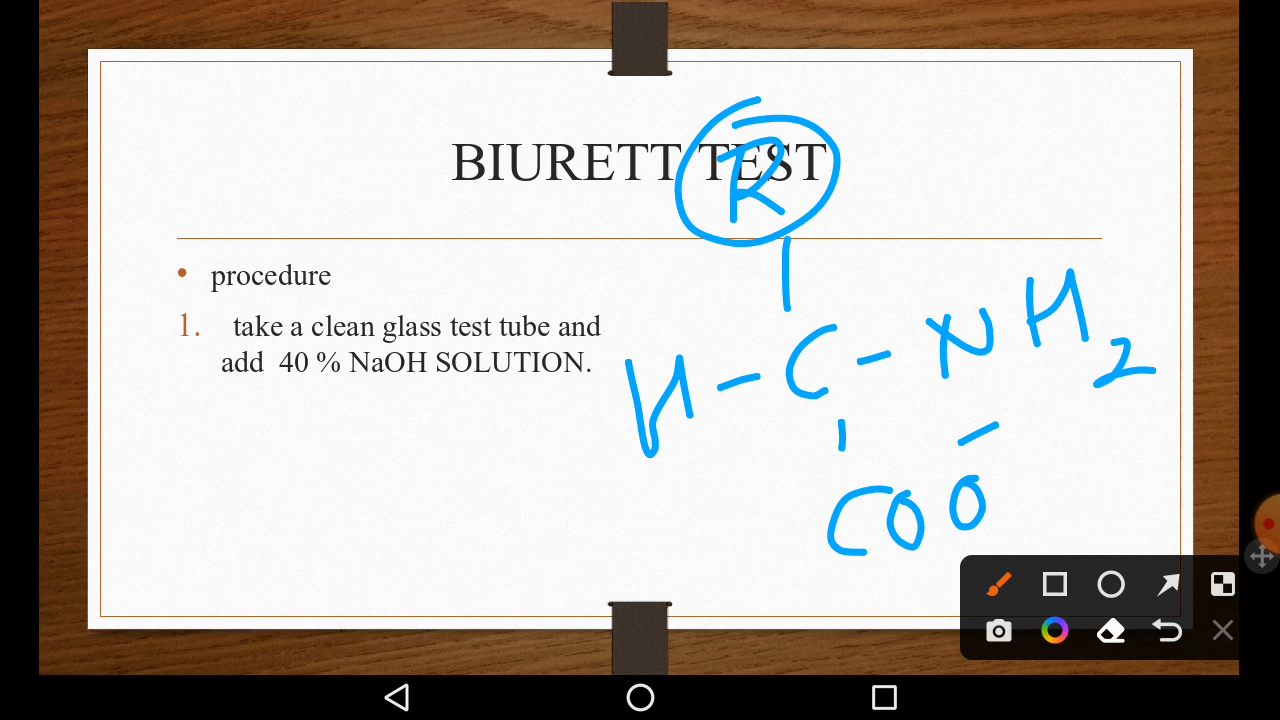 BIURETT TEST
R
• procedure
1. take a clean glass test tube and
add 40 % NaOH SOLUTION.
H - C - NH2
COO-